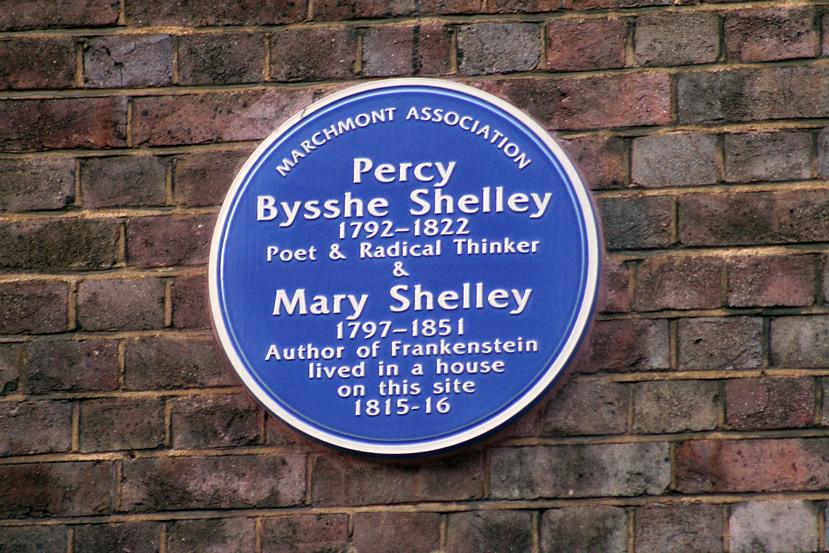 MARCHMONT ASSOCIATION
Percy
Bysshe Shelley
1792–1822
Poet & Radical Thinker
&
Mary Shelley
1797–1851
Author of Frankenstein
lived in a house
on this site
1815-16